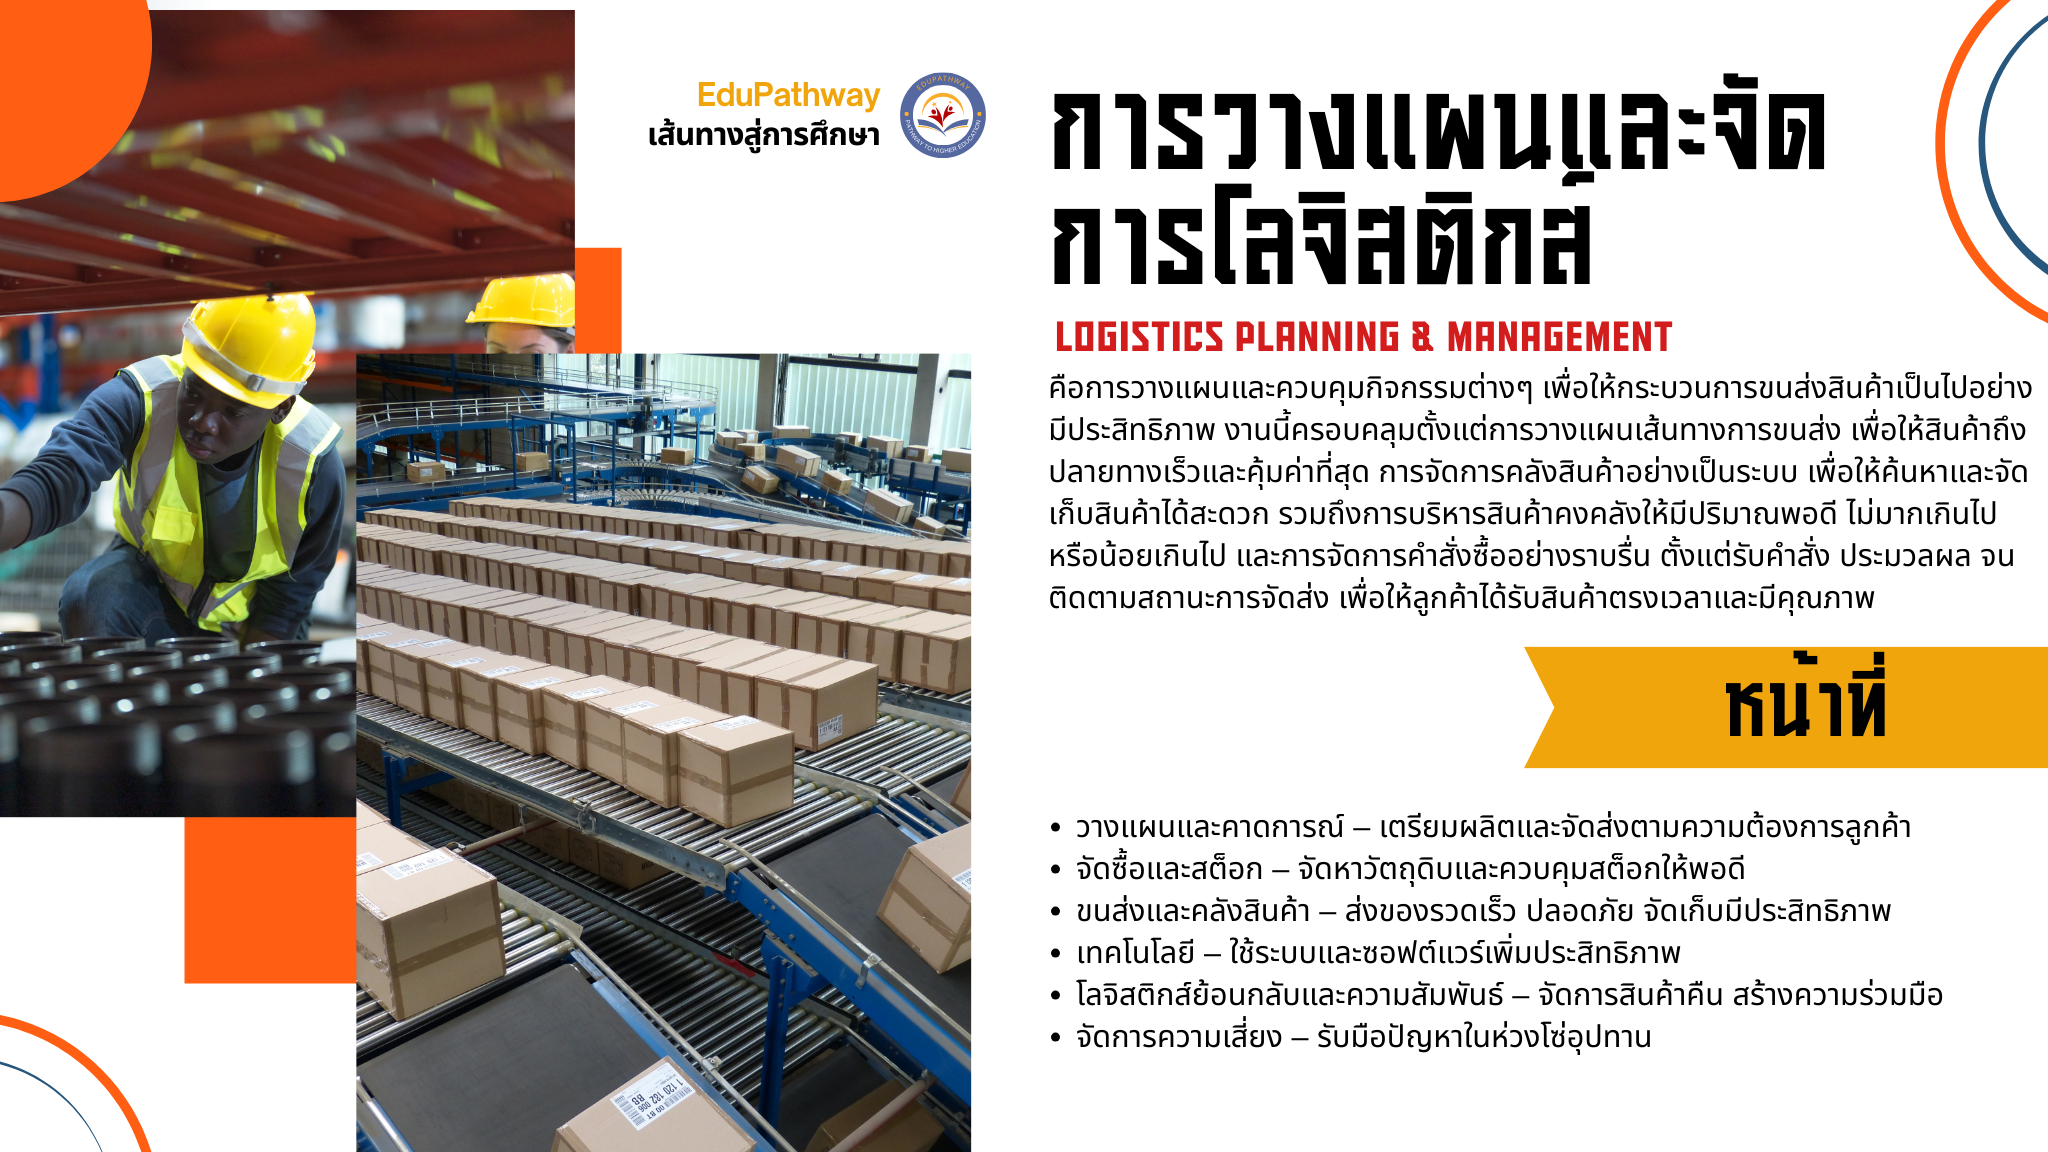 EduPathway
เส้นทางสู่การศึกษา
EDUPATHWAY
PATHWAY TO HIGHER EDUCATION
การวางแผนและจัด
การโลจิสติกส์
LOGISTICS PLANNING & MANAGEMENT
คือการวางแผนและควบคุมกิจกรรมต่างๆ เพื่อให้กระบวนการขนส่งสินค้าเป็นไปอย่าง
มีประสิทธิภาพ งานนี้ครอบคลุมตั้งแต่การวางแผนเส้นทางการขนส่ง เพื่อให้สินค้าถึง
ปลายทางเร็วและคุ้มค่าที่สุด การจัดการคลังสินค้าอย่างเป็นระบบ เพื่อให้ค้นหาและจัด
เก็บสินค้าได้สะดวก รวมถึงการบริหารสินค้าคงคลังให้มีปริมาณพอดี ไม่มากเกินไป
หรือน้อยเกินไป และการจัดการคำสั่งซื้ออย่างราบรื่น ตั้งแต่รับคำสั่ง ประมวลผล จน
ติดตามสถานะการจัดส่ง เพื่อให้ลูกค้าได้รับสินค้าตรงเวลาและมีคุณภาพ
หน้าที่
• วางแผนและคาดการณ์ – เตรียมผลิตและจัดส่งตามความต้องการลูกค้า
• จัดซื้อและสต็อก – จัดหาวัตถุดิบและควบคุมสต็อกให้พอดี
• ขนส่งและคลังสินค้า – ส่งของรวดเร็ว ปลอดภัย จัดเก็บมีประสิทธิภาพ
• เทคโนโลยี – ใช้ระบบและซอฟต์แวร์เพิ่มประสิทธิภาพ
• โลจิสติกส์ย้อนกลับและความสัมพันธ์ – จัดการสินค้าคืน สร้างความร่วมมือ
• จัดการความเสี่ยง – รับมือปัญหาในห่วงโซ่อุปทาน